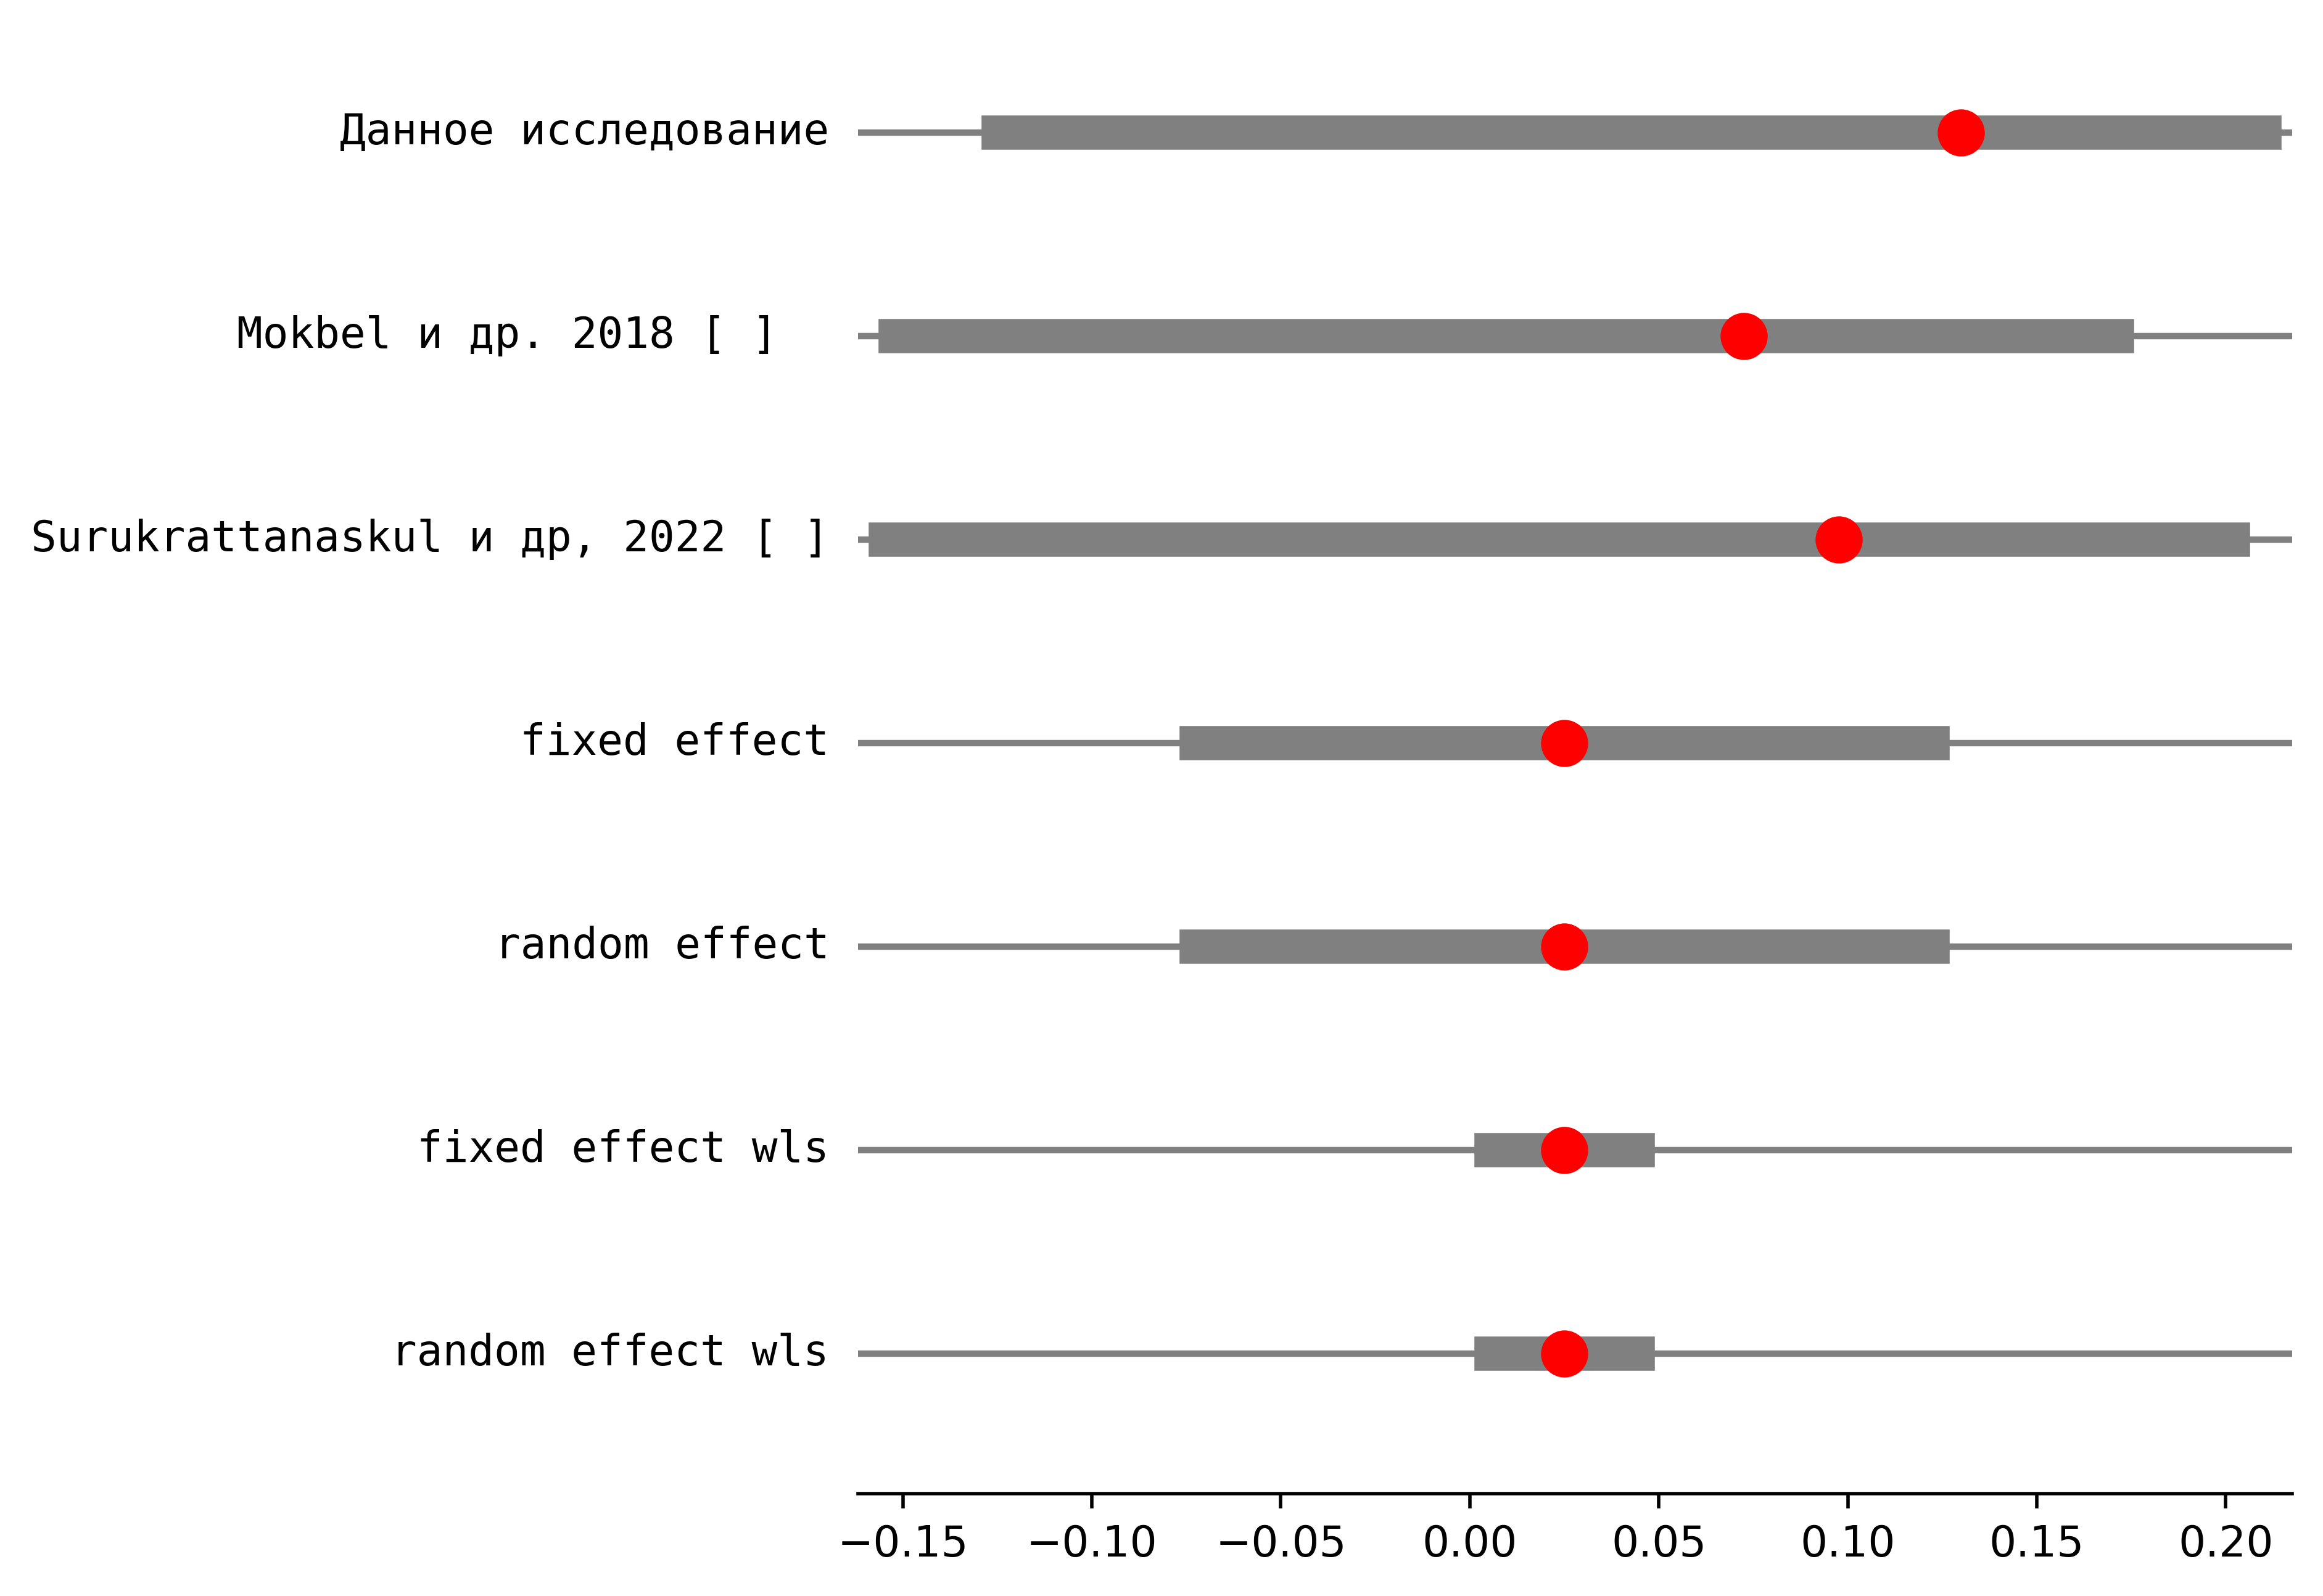 Данное исследование
Mokbel и др. 2018 [ ]
Surukrattanaskul и др, 2022 [ ]
fixed effect
random effect
fixed effect wls
random effect wls
−0.15 −0.10 −0.05 0.00 0.05 0.10 0.15 0.20